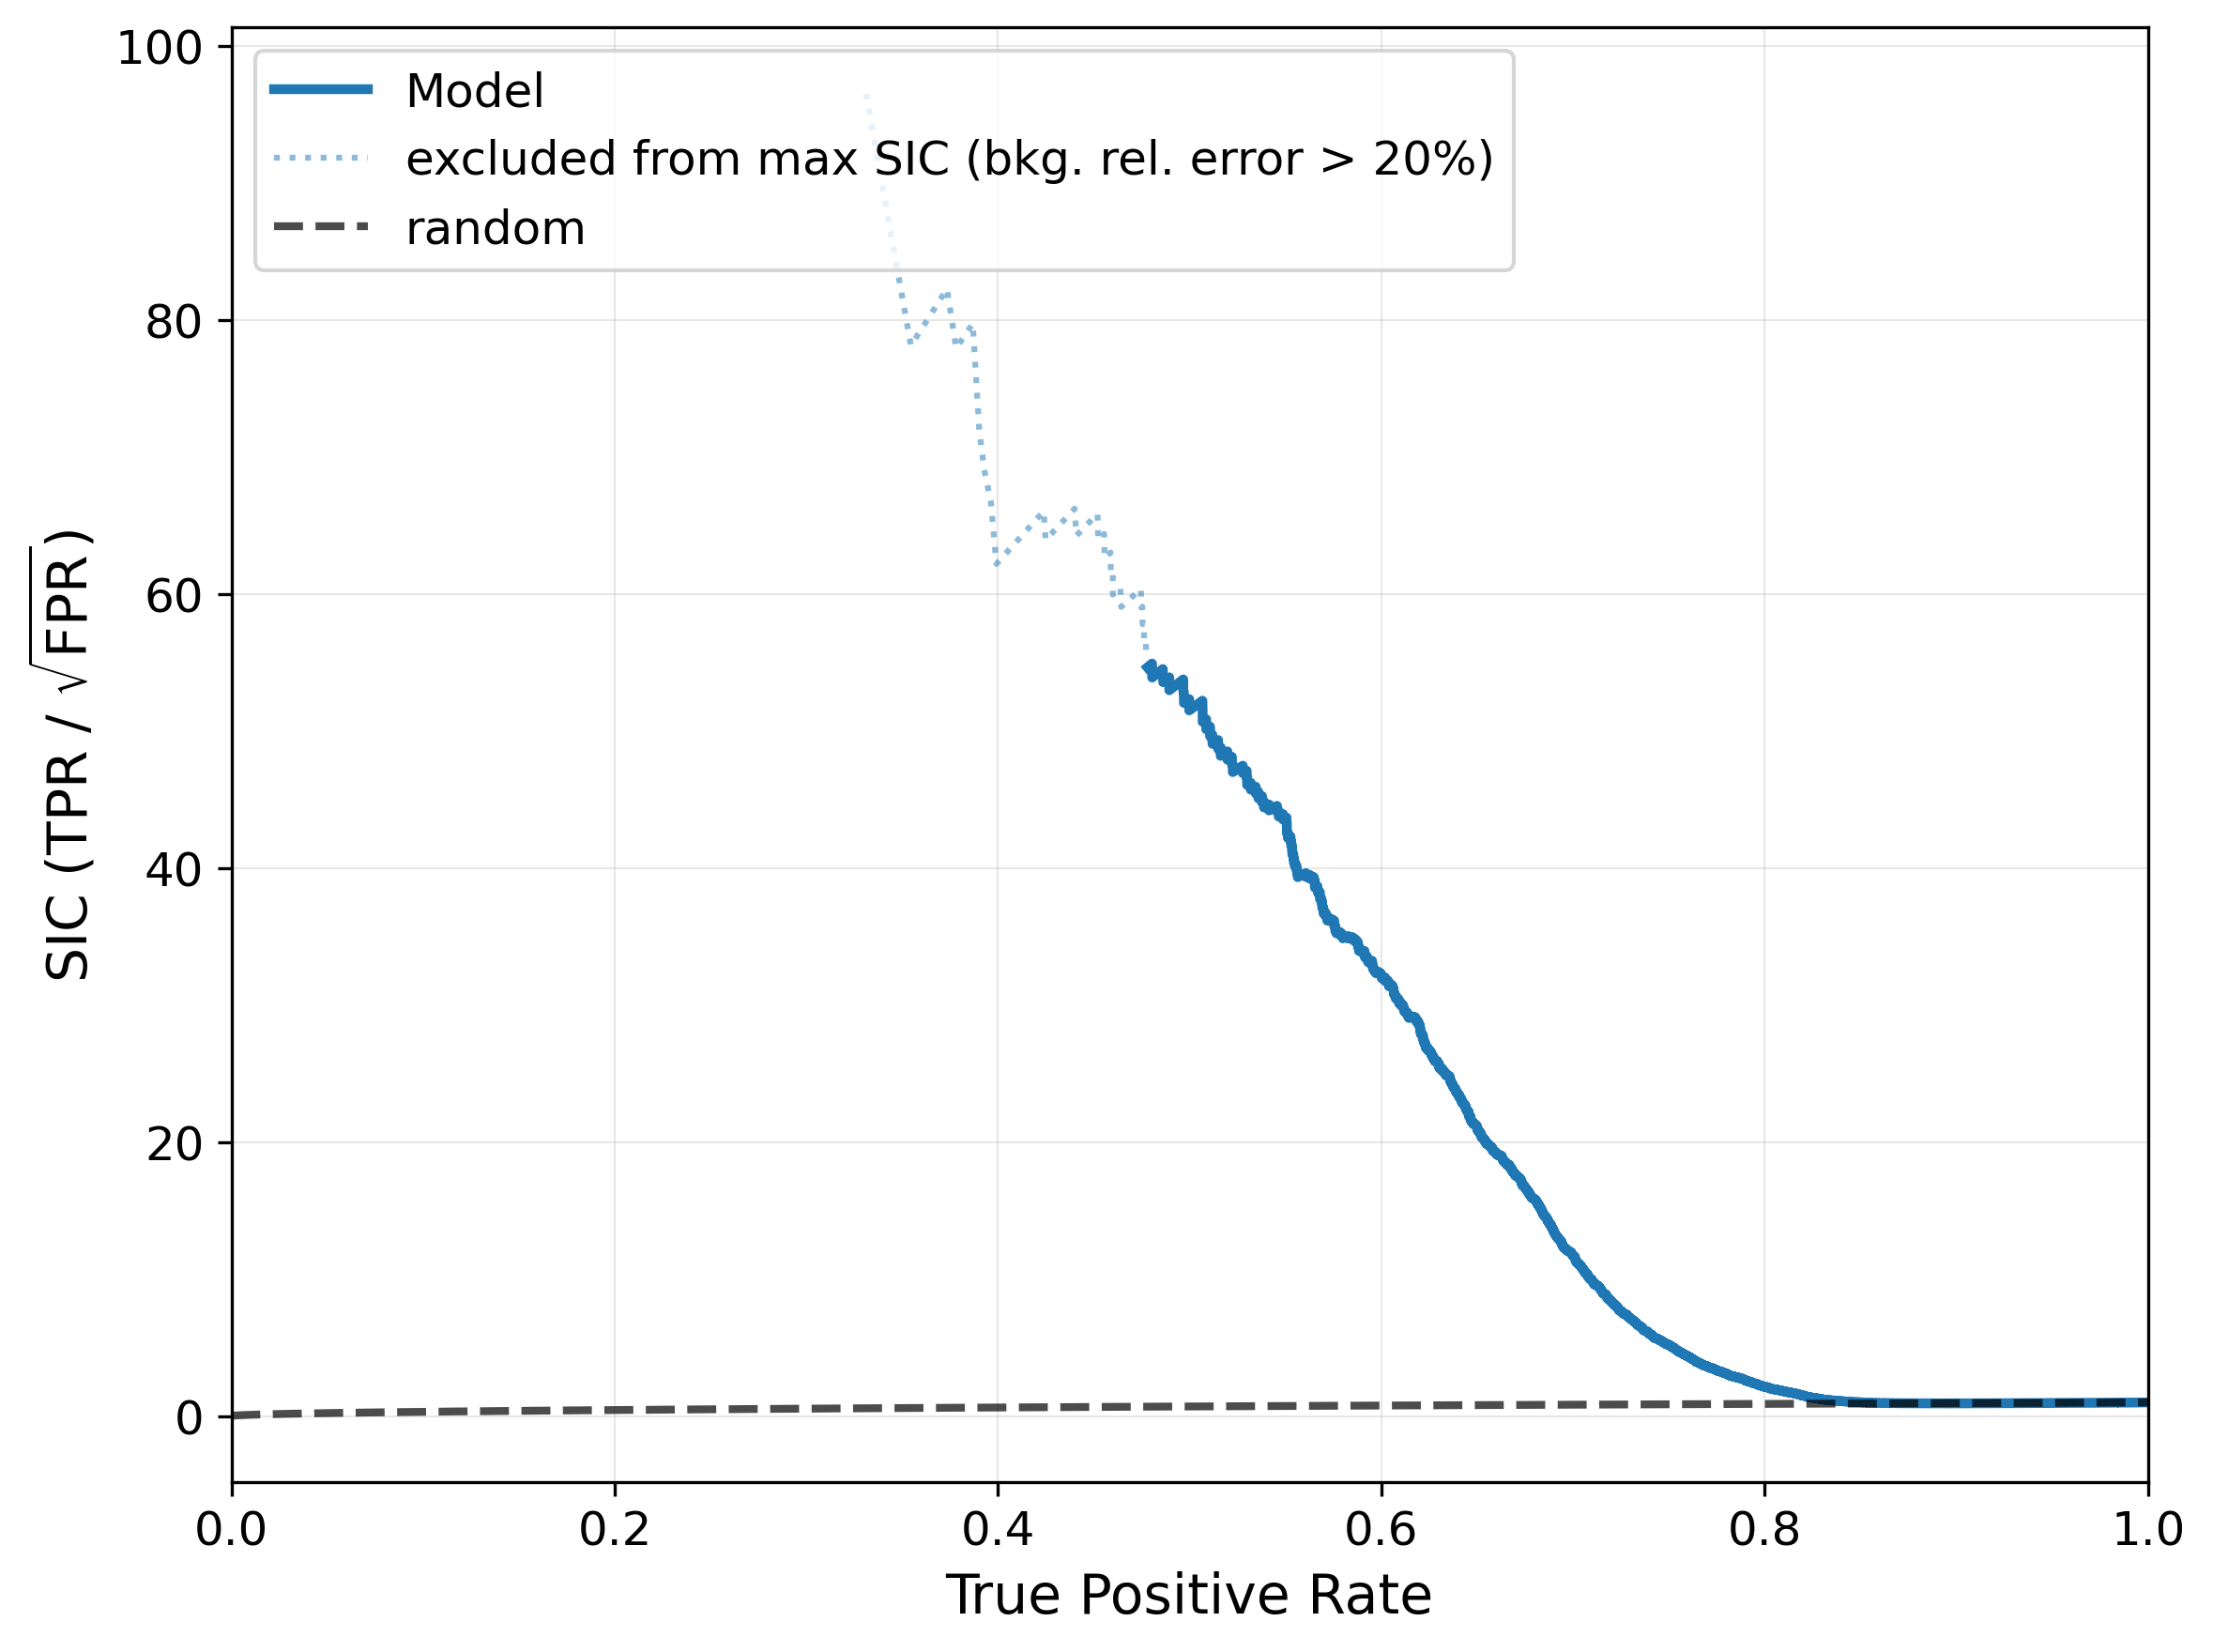 100
80
60
40
20
0
SIC (TPR / √FPR)
Model
excluded from max SIC (bkg. rel. error > 20%)
random
0.0 0.2 0.4 0.6 0.8 1.0
True Positive Rate